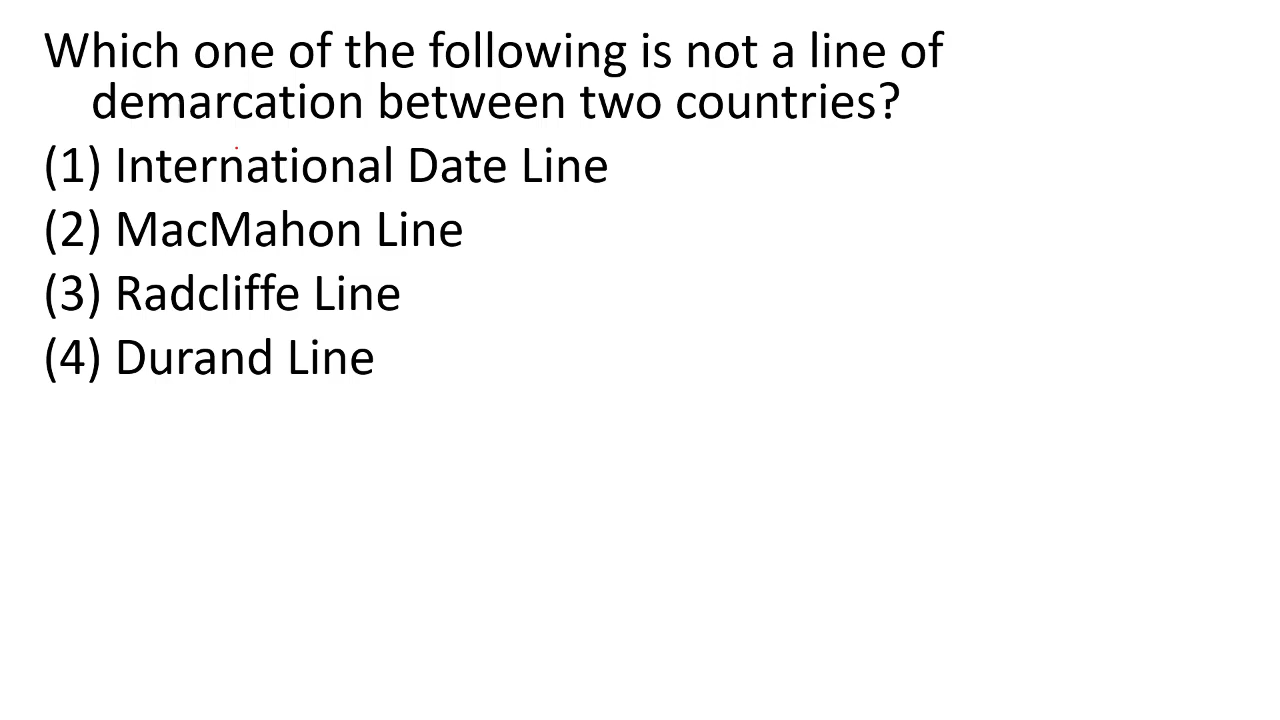 Which one of the following is not a line of
demarcation between two countries?
(1) International Date Line
(2) MacMahon Line
(3) Radcliffe Line
(4) Durand Line